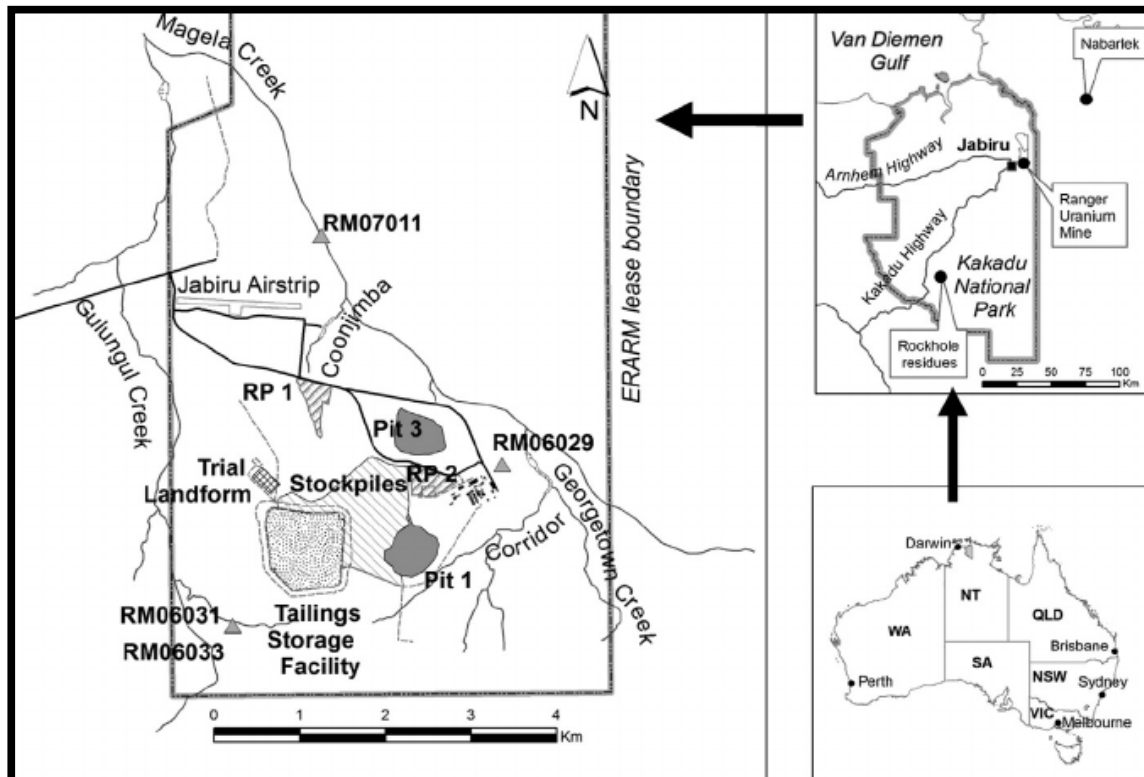 Magela Creek
N
RM07011
Jabiru Airstrip
Coonjimba
Gulungul Creek
ERARM lease boundary
RP 1
Pit 3
RM06029
Trial
Landform
Stockpiles
RP 2
Georgetown Creek
Corridor
Pit 1
RM06031
RM06033
Tailings
Storage
Facility
0 1 2 3 4
Km
Van Diemen
Gulf
Nabarlek
Jabiru
Arnhem Highway
Ranger
Uranium
Mine
Kakadu Highway
Kakadu
National
Park
Rockhole
residues
0 25 50 75 100
Km
Darwin
NT
QLD
WA
Brisbane
SA
NSW
Perth
Sydney
VIC
Melbourne